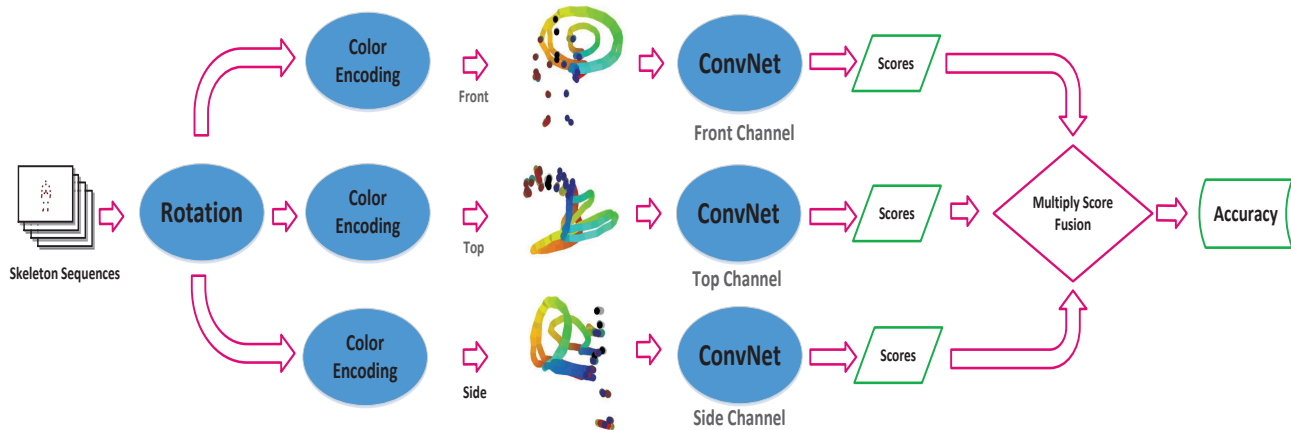 Color
Encoding
Front
ConvNet
Front Channel
Scores
Skeleton Sequences
Rotation
Color
Encoding
Top
ConvNet
Top Channel
Scores
Multiply Score
Fusion
Accuracy
Color
Encoding
Side
ConvNet
Side Channel
Scores